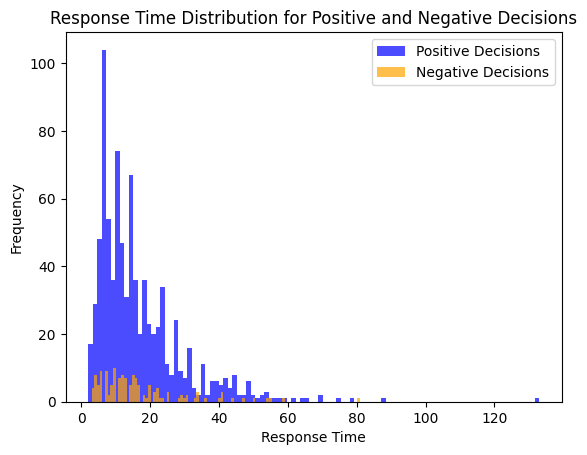 Response Time Distribution for Positive and Negative Decisions
Positive Decisions
Negative Decisions
Frequency
100
80
60
40
20
0
0 20 40 60 80 100 120
Response Time